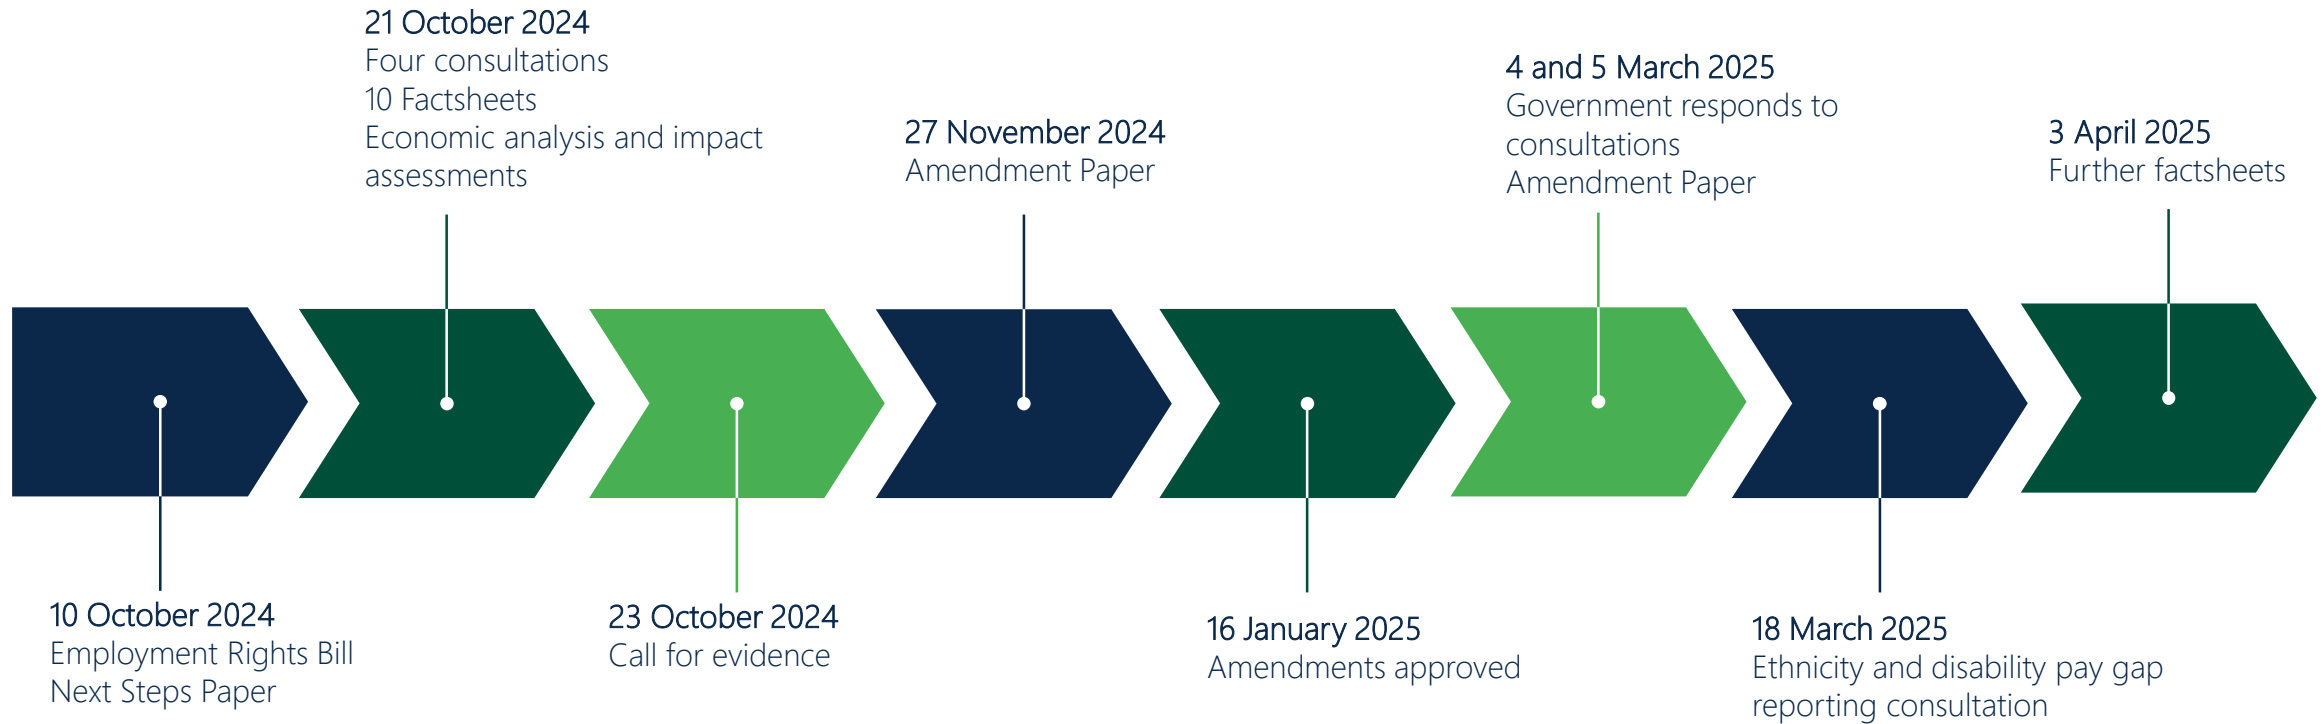 21 October 2024
Four consultations
10 Factsheets
Economic analysis and impact
assessments
27 November 2024
Amendment Paper
4 and 5 March 2025
Government responds to
consultations
Amendment Paper
3 April 2025
Further factsheets
10 October 2024
Employment Rights Bill
Next Steps Paper
23 October 2024
Call for evidence
16 January 2025
Amendments approved
18 March 2025
Ethnicity and disability pay gap
reporting consultation